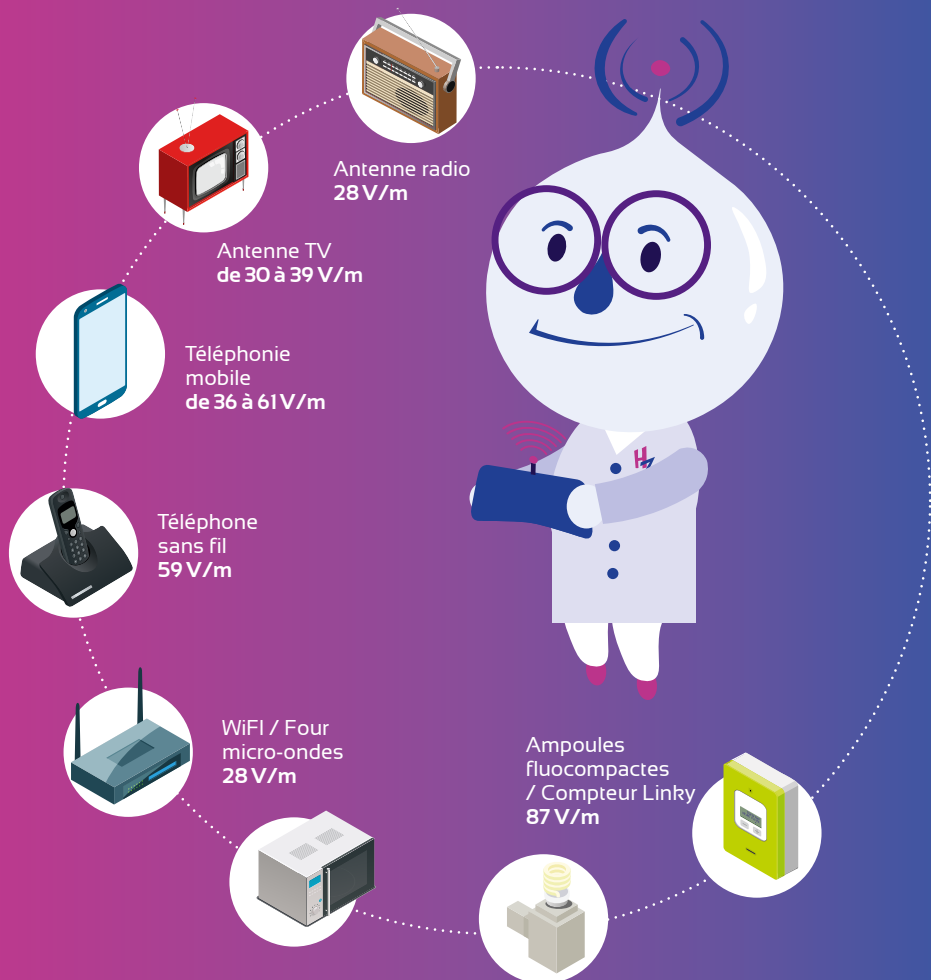 Antenne radio
28 V/m
Antenne TV
de 30 à 39 V/m
Téléphonie
mobile
de 36 à 61 V/m
Téléphone
sans fil
59 V/m
WiFI / Four
micro-ondes
28 V/m
Ampoules
fluocompactes
/ Compteur Linky
87 V/m